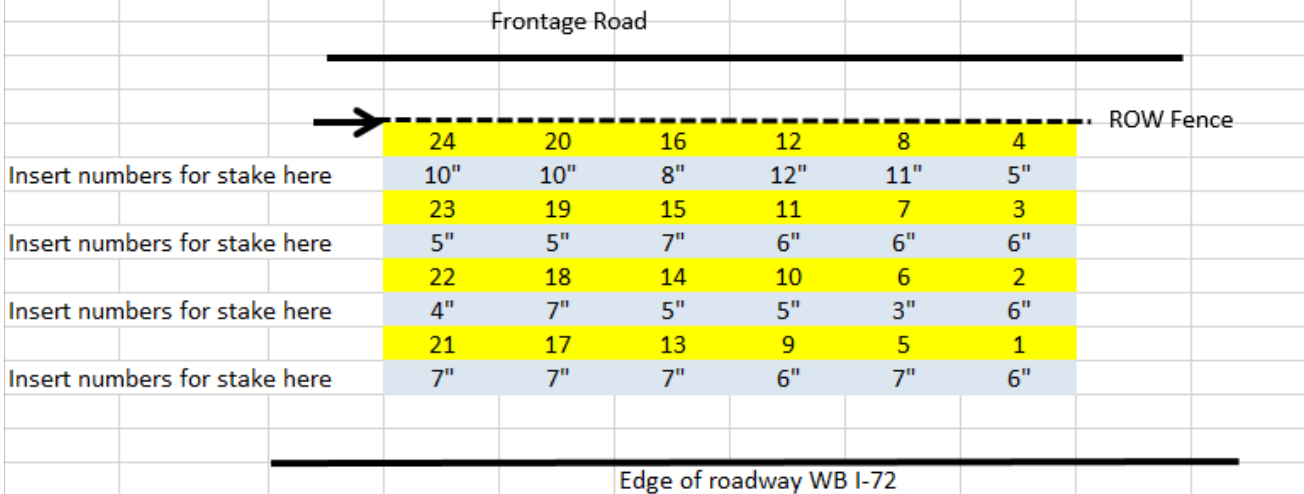 Frontage Road
ROW Fence
24 20 16 12 8 4
Insert numbers for stake here 10" 10" 8" 12" 11" 5"
23 19 15 11 7 3
Insert numbers for stake here 5" 5" 7" 6" 6" 6"
22 18 14 10 6 2
Insert numbers for stake here 4" 7" 5" 5" 3" 6"
21 17 13 9 5 1
Insert numbers for stake here 7" 7" 7" 6" 7" 6"
Edge of roadway WB I-72